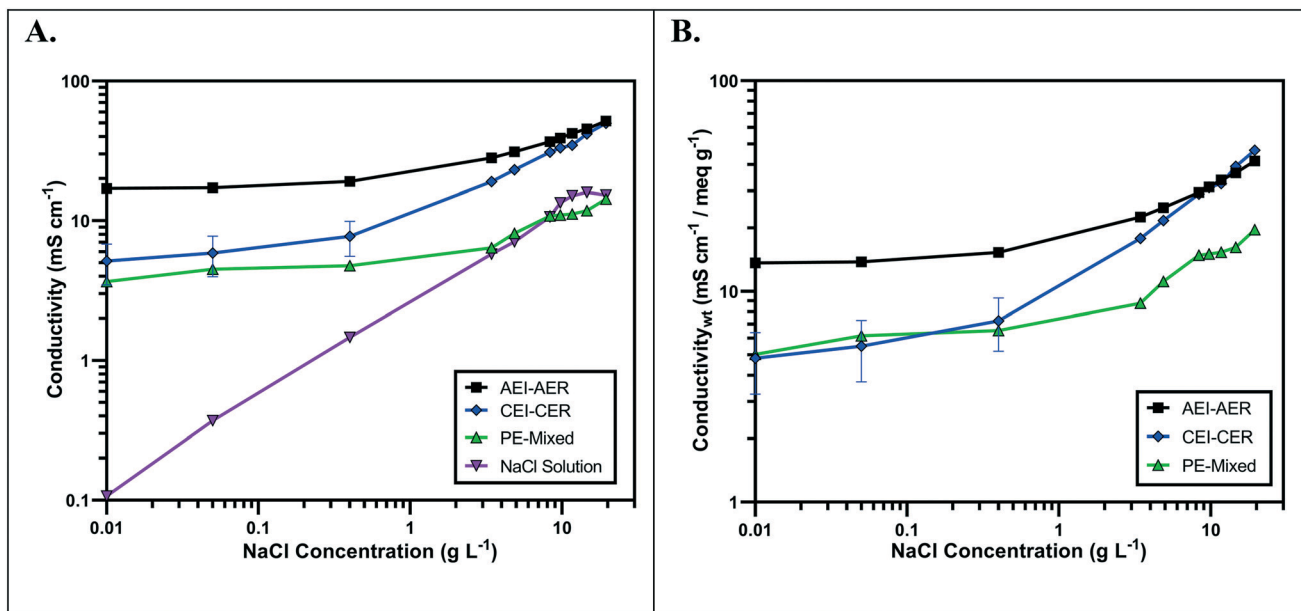 A.
100
10
1
0.1
Conductivity (mS cm⁻¹)
AEI-AER
CEI-CER
PE-Mixed
NaCl Solution
0.01
0.1
1
10
NaCl Concentration (g L⁻¹)
B.
100
10
1
Conductivity_wt (mS cm⁻¹ / meq g⁻¹)
AEI-AER
CEI-CER
PE-Mixed
0.01
0.1
1
10
NaCl Concentration (g L⁻¹)